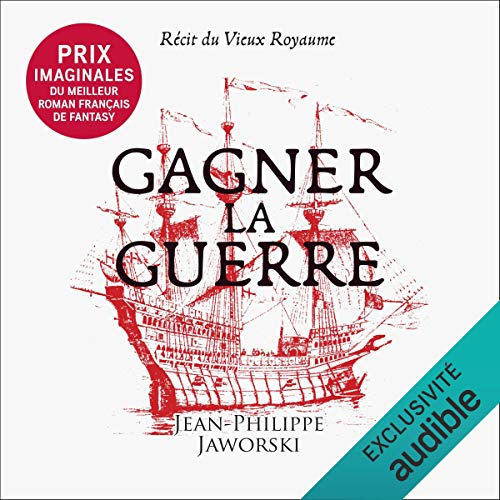 Récit du Vieux Royaume
PRIX
IMAGINALES
DU MEILLEUR
ROMAN FRANÇAIS
DE FANTASY
GAGNER
LA
GUERRE
JEAN-PHILIPPE
JAWORSKI
EXCLUSIVITÉ
audible